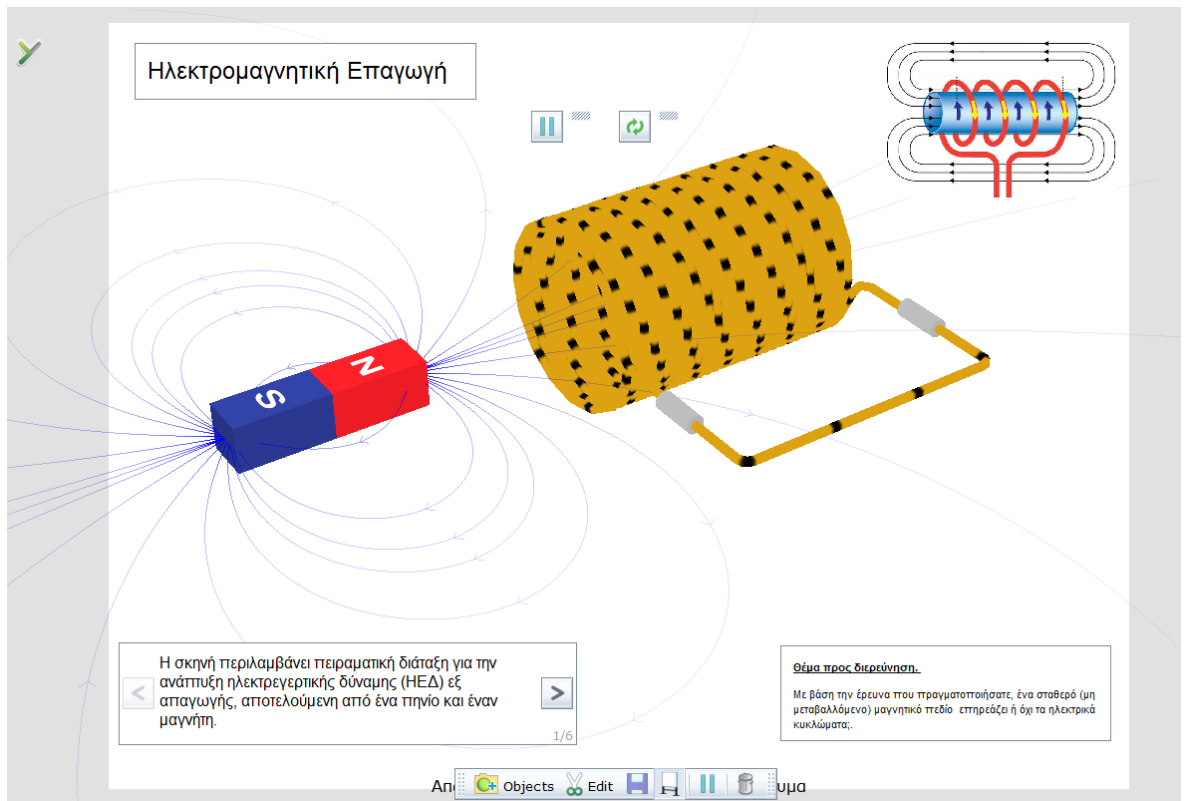 Ηλεκτρομαγνητική Επαγωγή
N
S
Η σκηνή περιλαμβάνει πειραματική διάταξη για την
ανάπτυξη ηλεκτρεγερτικής δύναμης (ΗΕΔ) εξ
απαγωγής, αποτελούμενη από ένα πηνίο και έναν
μαγνήτη.
1/6
Θέμα προς διερεύνηση.
Με βάση την έρευνα που πραγματοποιήσατε, ένα σταθερό (μη
μεταβαλλόμενο) μαγνητικό πεδίο επηρεάζει ή όχι τα ηλεκτρικά
κυκλώματα;.
Objects Edit